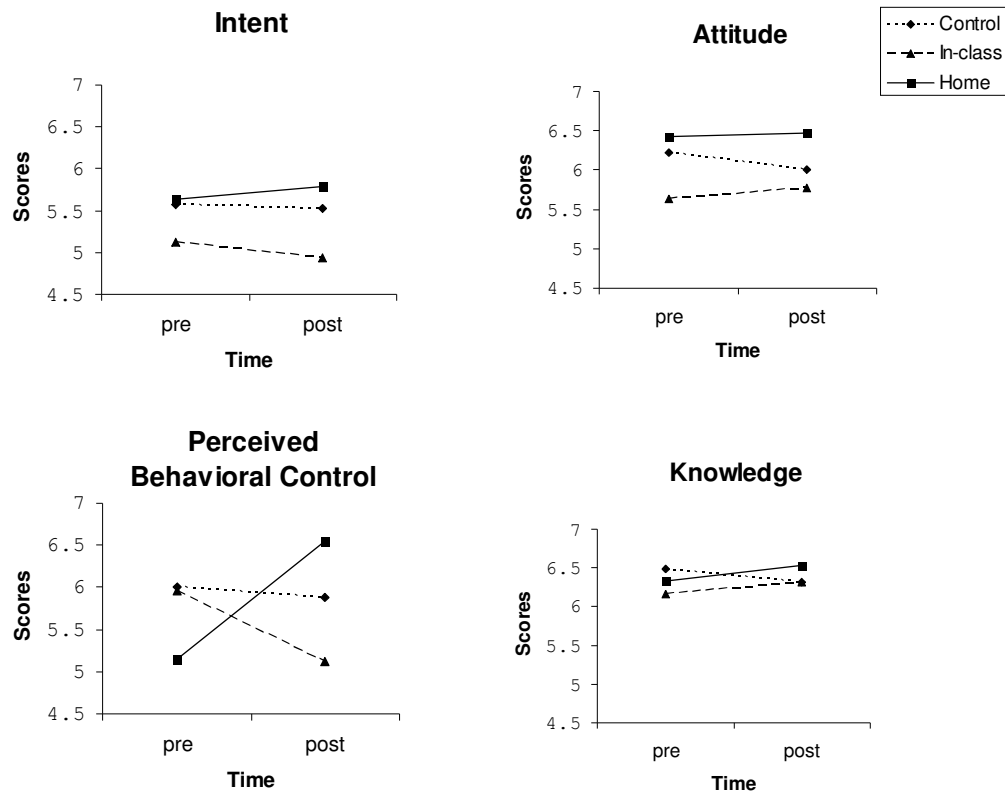 Intent
7
6.5
6
5.5
5
4.5
Scores
pre post
Time
Attitude
7
6.5
6
5.5
5
4.5
Scores
pre post
Time
Control
In-class
Home
Perceived
Behavioral Control
7
6.5
6
5.5
5
4.5
Scores
pre post
Time
Knowledge
7
6.5
6
5.5
5
4.5
Scores
pre post
Time